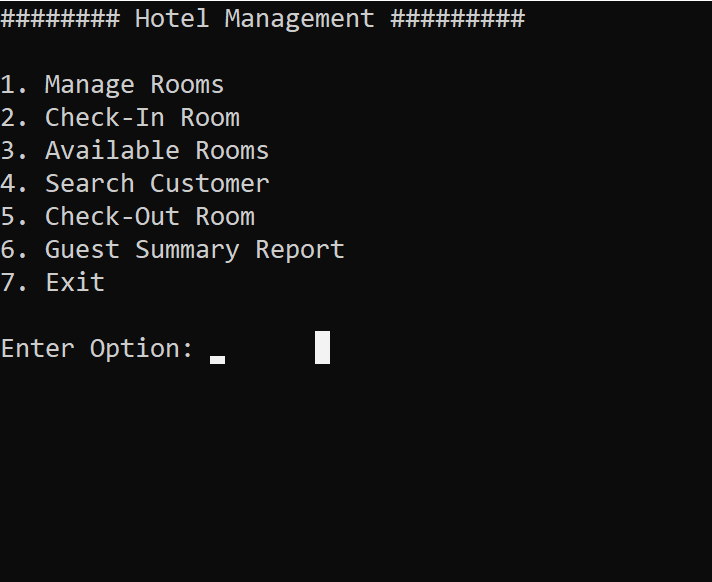 ######## Hotel Management #########
1. Manage Rooms
2. Check-In Room
3. Available Rooms
4. Search Customer
5. Check-Out Room
6. Guest Summary Report
7. Exit
Enter Option: